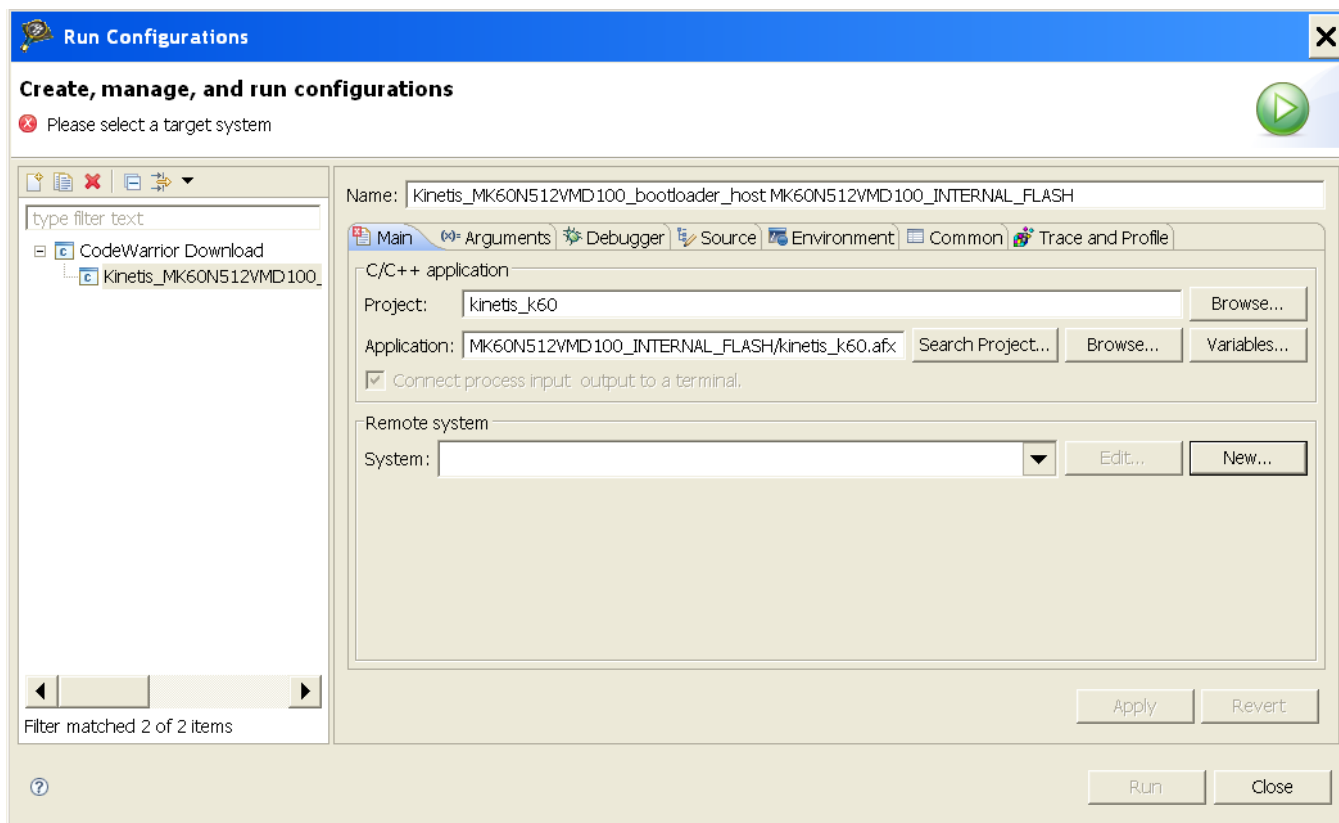 Run Configurations
Create, manage, and run configurations
Please select a target system
type filter text
CodeWarrior Download
Kinetis_MK60N512VMD100_
Filter matched 2 of 2 items
Name: Kinetis_MK60N512VMD100_bootloader_host MK60N512VMD100_INTERNAL_FLASH
Main (x)= Arguments Debugger Source Environment Common Trace and Profile
C/C++ application
Project: kinetis_k60 Browse...
Application: MK60N512VMD100_INTERNAL_FLASH/kinetis_k60.afx Search Project... Browse... Variables...
Connect process input output to a terminal.
Remote system
System: Edit... New...
Apply Revert
Run Close